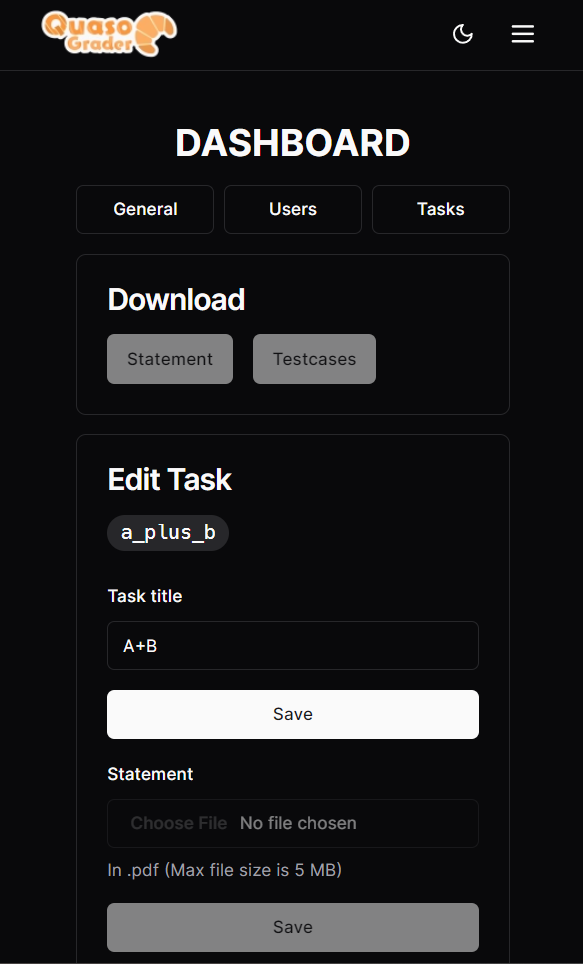 Quaso
Grader
DASHBOARD
General Users Tasks
Download
Statement Testcases
Edit Task
a_plus_b
Task title
A+B
Save
Statement
Choose File No file chosen
In .pdf (Max file size is 5 MB)
Save